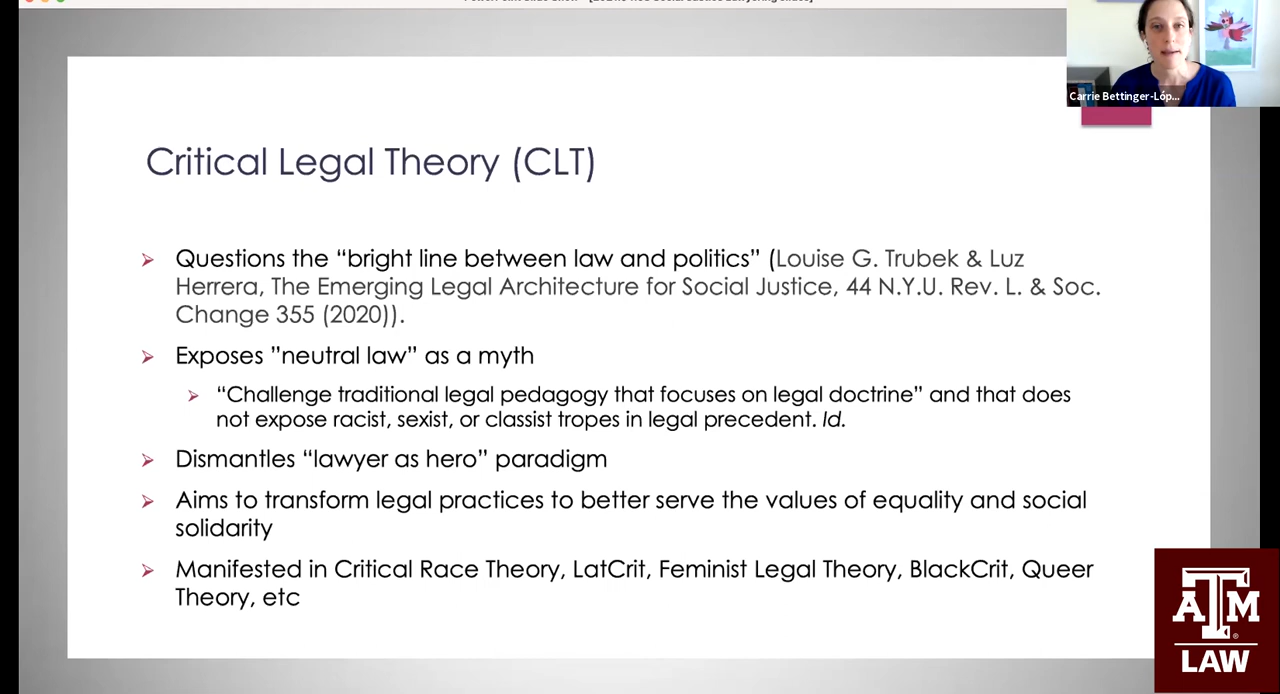 Carrie Bettinger-Lóp...
Critical Legal Theory (CLT)
Questions the “bright line between law and politics” (Louise G. Trubek & Luz
Herrera, The Emerging Legal Architecture for Social Justice, 44 N.Y.U. Rev. L. & Soc.
Change 355 (2020)).
Exposes ”neutral law” as a myth
“Challenge traditional legal pedagogy that focuses on legal doctrine” and that does
not expose racist, sexist, or classist tropes in legal precedent. Id.
Dismantles “lawyer as hero” paradigm
Aims to transform legal practices to better serve the values of equality and social
solidarity
Manifested in Critical Race Theory, LatCrit, Feminist Legal Theory, BlackCrit, Queer
Theory, etc
ATM
LAW